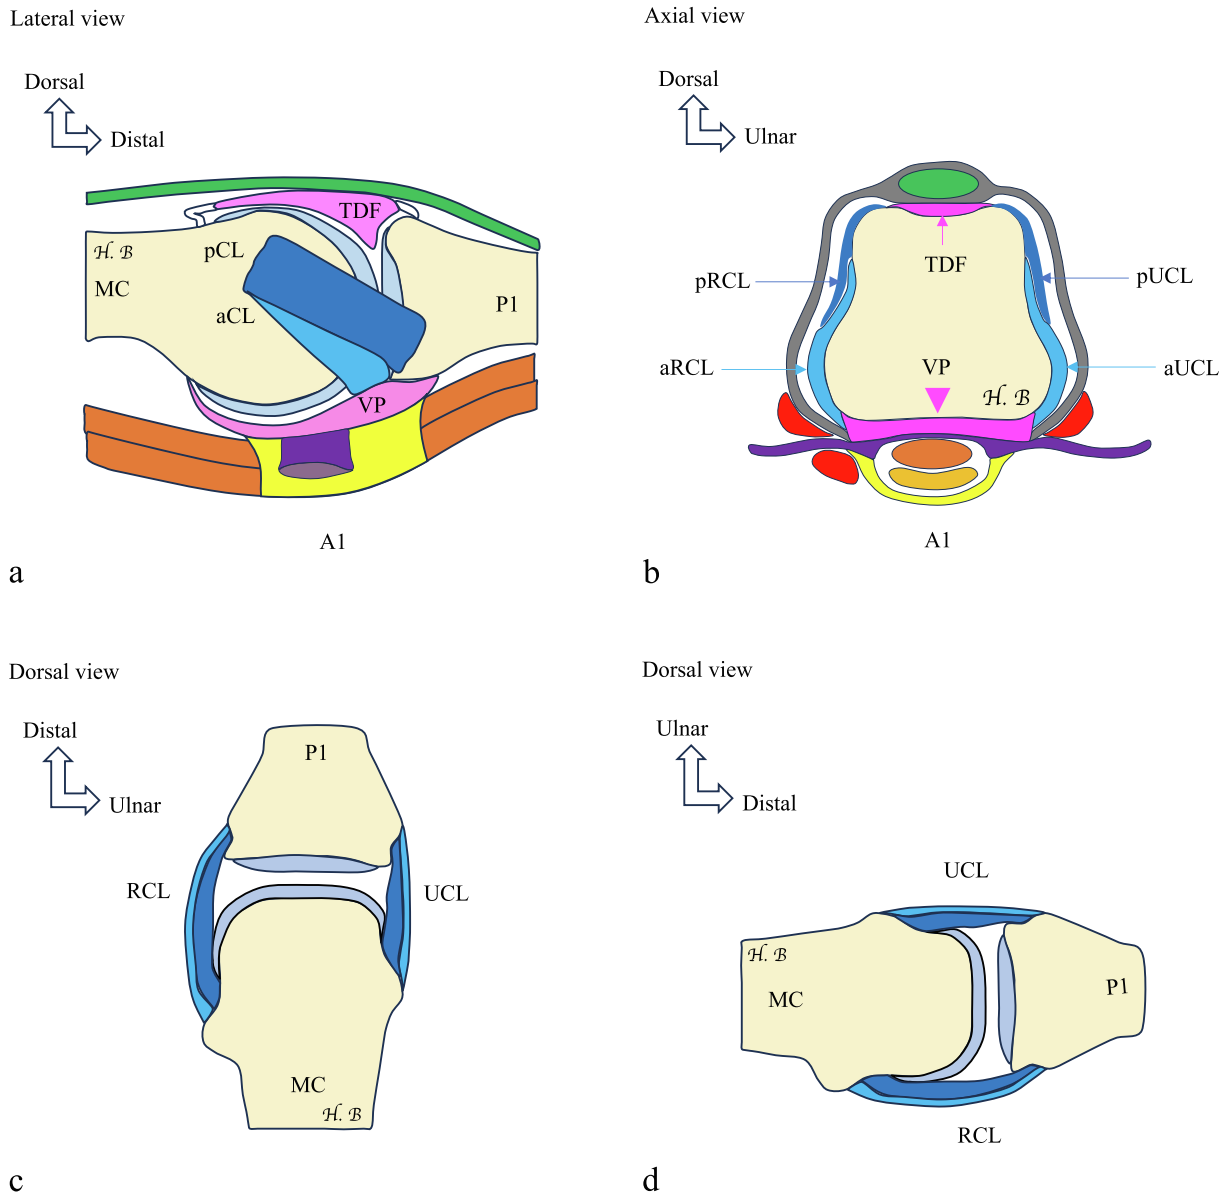 Lateral view
Dorsal
Distal
TDF
pCL
H. B
MC
aCL
P1
VP
A1
a
Axial view
Dorsal
Ulnar
TDF
pRCL
pUCL
aRCL
VP
aUCL
H. B
A1
b
Dorsal view
Distal
Ulnar
P1
RCL
UCL
MC
H. B
c
Dorsal view
Ulnar
Distal
UCL
H. B
MC
P1
RCL
d